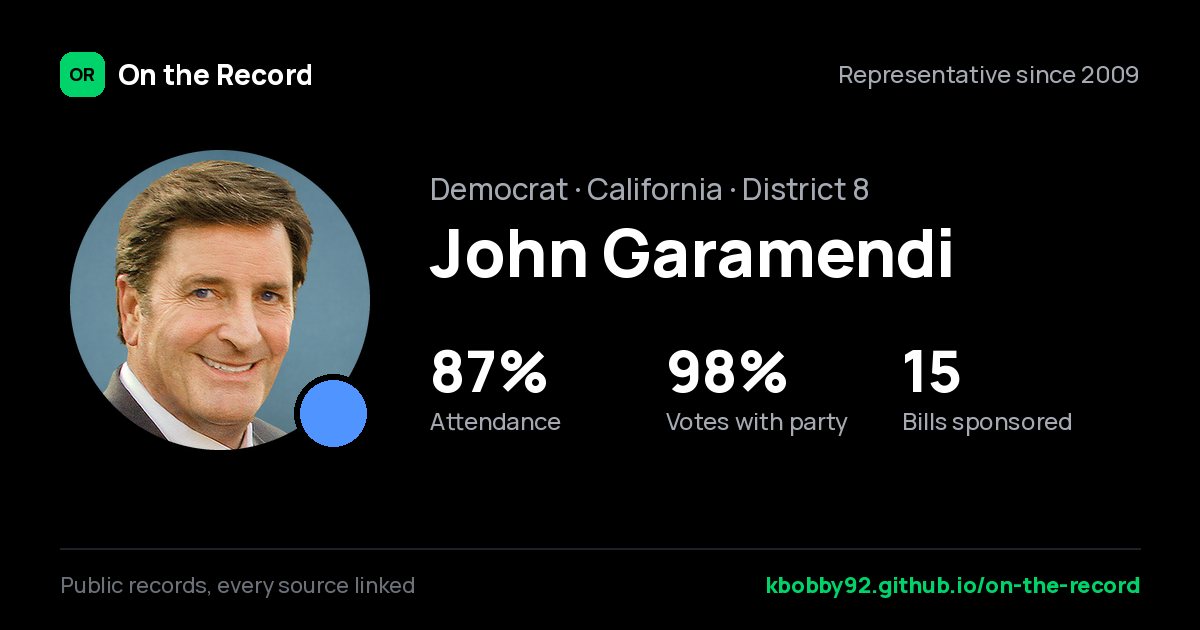 OR On the Record
Representative since 2009
Democrat · California · District 8
John Garamendi
87% 98% 15
Attendance Votes with party Bills sponsored
Public records, every source linked
kbobby92.github.io/on-the-record